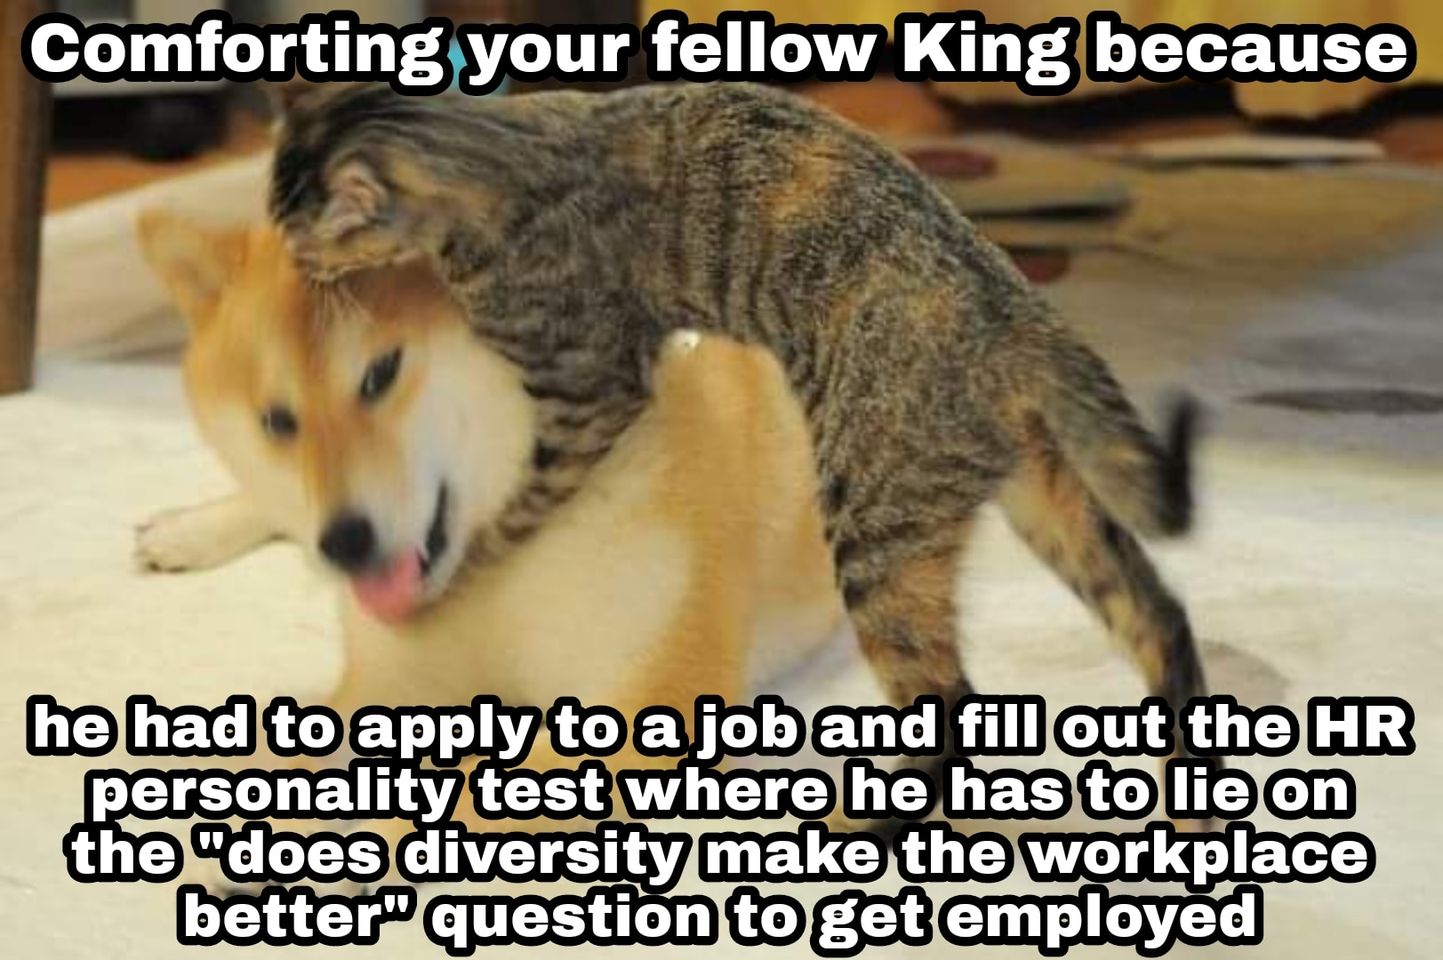 Comforting your fellow King because
he had to apply to a job and fill out the HR
personality test where he has to lie on
the "does diversity make the workplace
better" question to get employed